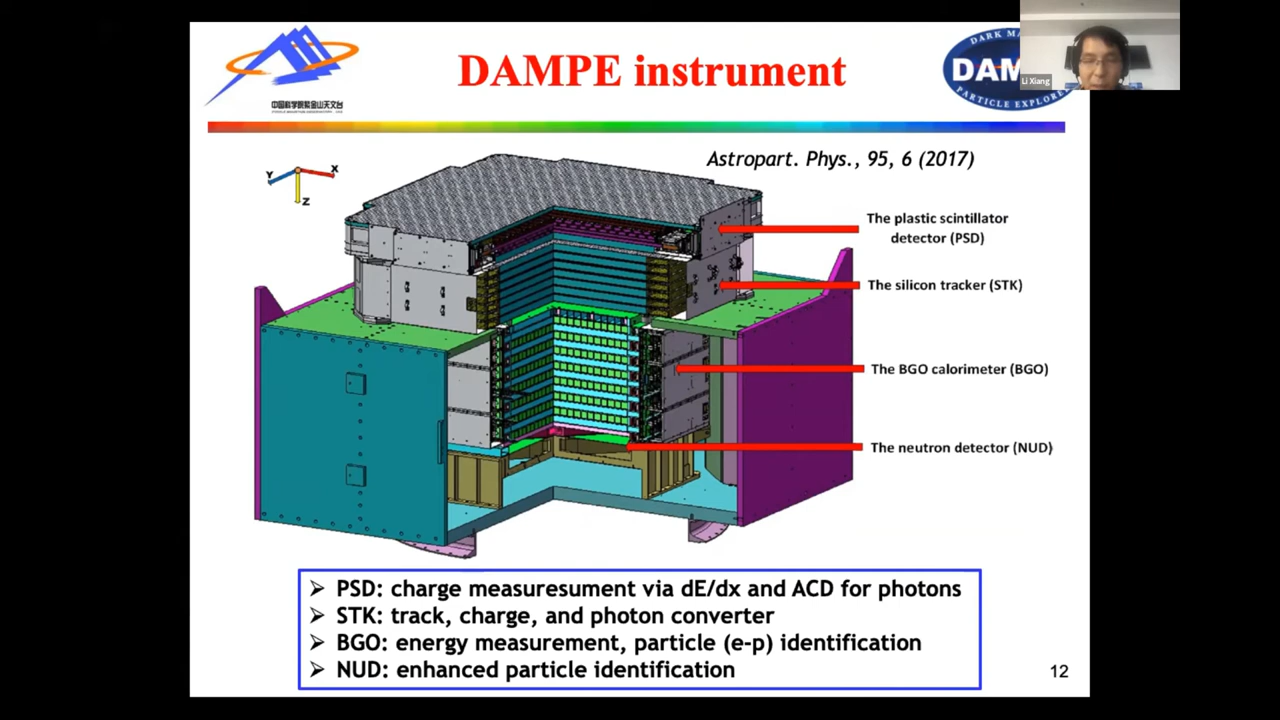 DAMPE instrument
中国科学院紫金山天文台
DARK MA
DAM
PARTICLE EXPLORE
Li Xiang
Astropart. Phys., 95, 6 (2017)
Y
X
Z
The plastic scintillator
detector (PSD)
The silicon tracker (STK)
The BGO calorimeter (BGO)
The neutron detector (NUD)
➢ PSD: charge measuresument via dE/dx and ACD for photons
➢ STK: track, charge, and photon converter
➢ BGO: energy measurement, particle (e-p) identification
➢ NUD: enhanced particle identification
12